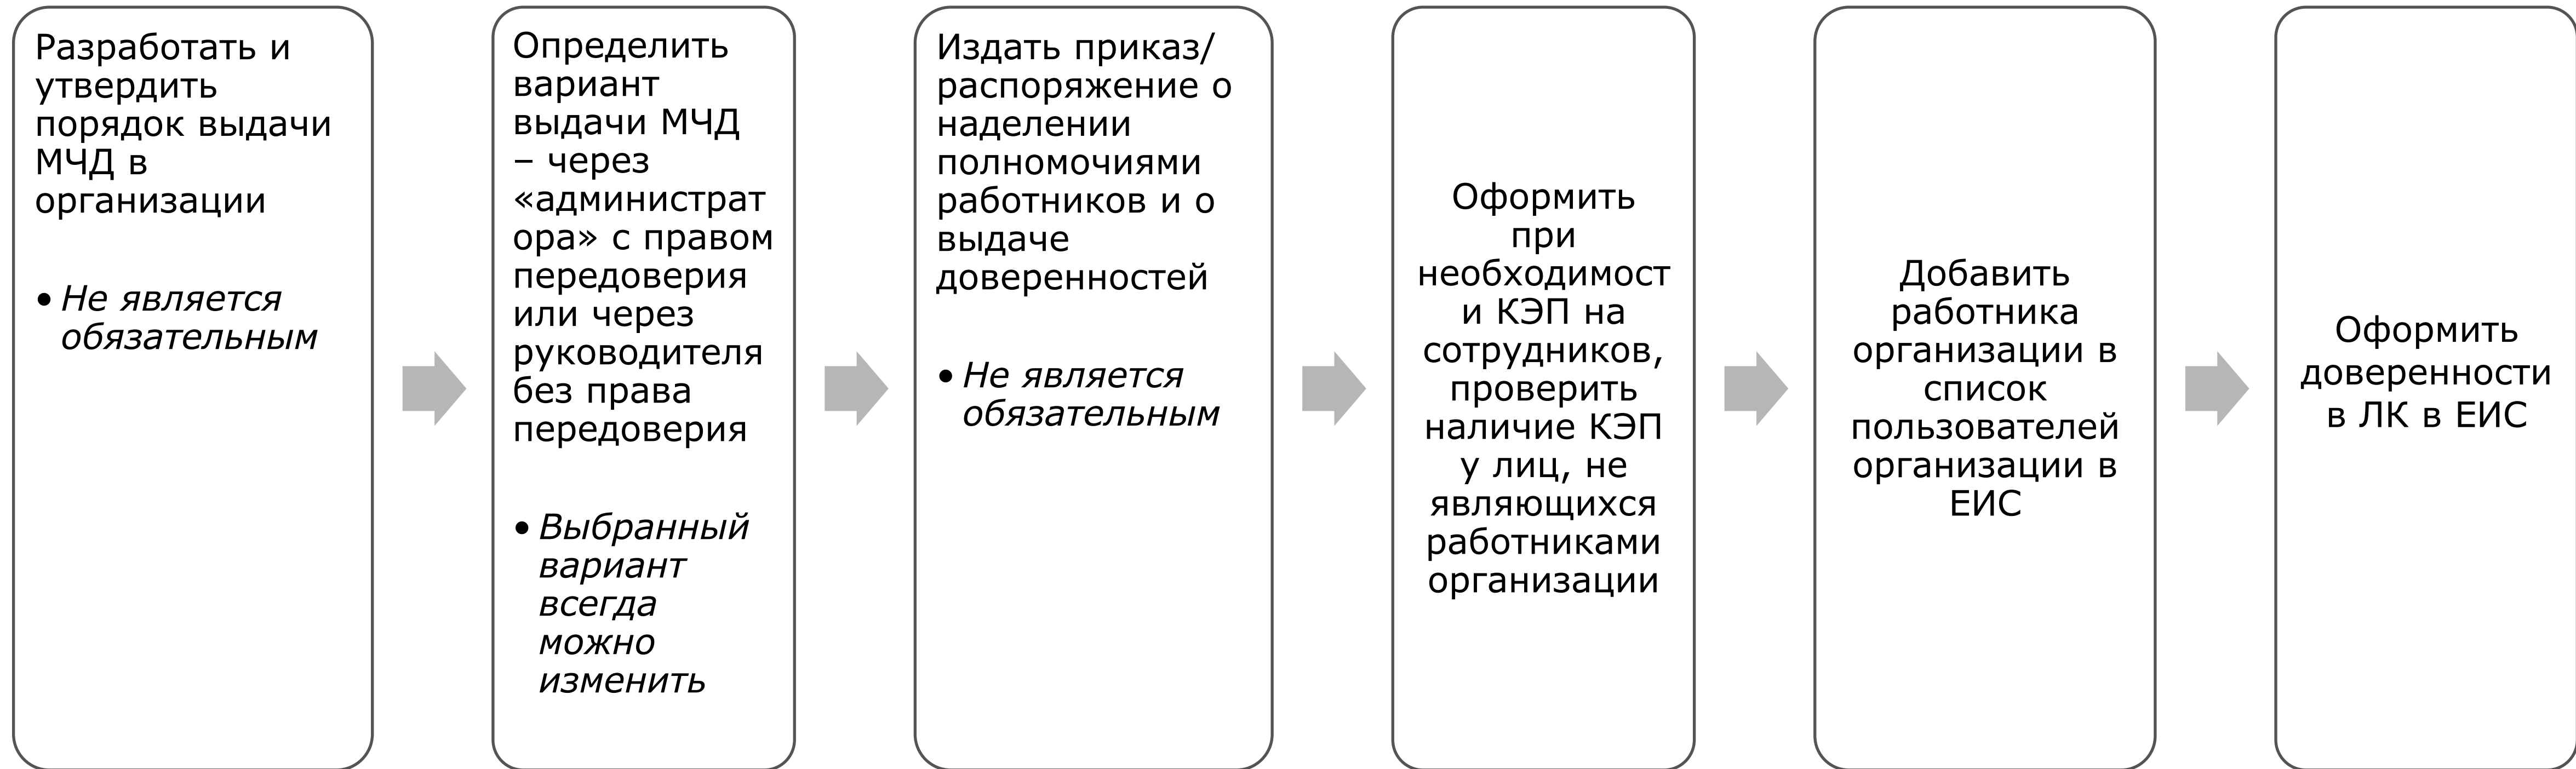 Разработать и
утвердить
порядок выдачи
МЧД в
организации
• Не является
обязательным
Определить
вариант
выдачи МЧД
– через
«администрат
ора» с правом
передоверия
или через
руководителя
без права
передоверия
• Выбранный
вариант
всегда
можно
изменить
Издать приказ/
распоряжение о
наделении
полномочиями
работников и о
выдаче
доверенностей
• Не является
обязательным
Оформить
при
необходимост
и КЭП на
сотрудников,
проверить
наличие КЭП
у лиц, не
являющихся
работниками
организации
Добавить
работника
организации в
список
пользователей
организации в
ЕИС
Оформить
доверенности
в ЛК в ЕИС